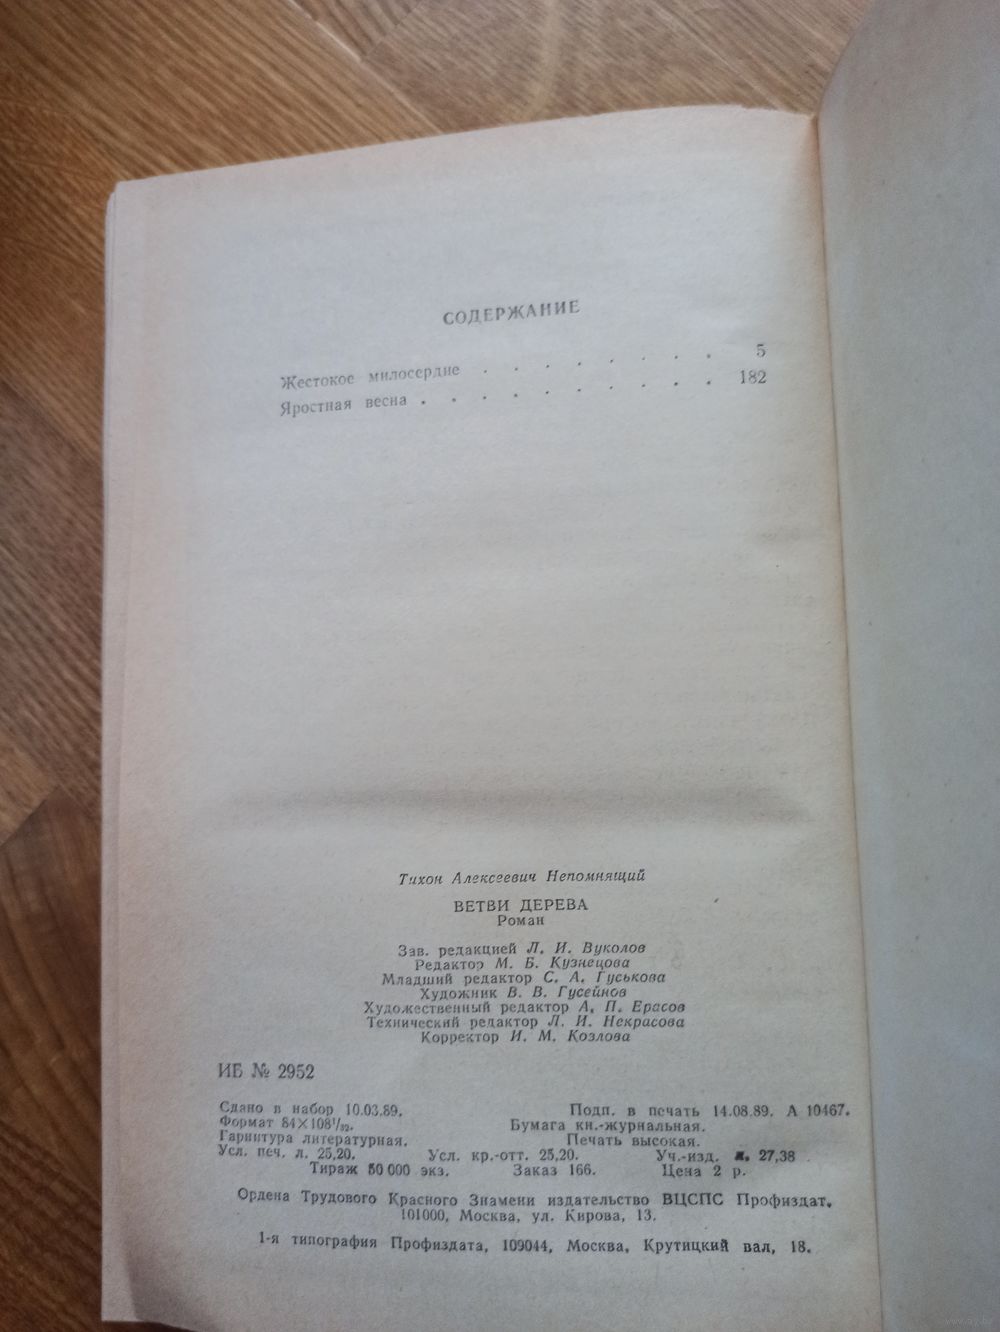 СОДЕРЖАНИЕ
Жестокое милосердие . . . . . . . . 5
Яростная весна . . . . . . . . . . 182
Тихон Алексеевич Непомнящий
ВЕТВИ ДЕРЕВА
Роман
Зав. редакцией Л. И. Вуколов
Редактор М. Б. Кузнецова
Младший редактор С. А. Гуськова
Художник В. В. Гусейнов
Художественный редактор А. П. Ерасов
Технический редактор Л. И. Некрасова
Корректор И. М. Козлова
ИБ № 2952
Сдано в набор 10.03.89. Подп. в печать 14.08.89. А 10467.
Формат 84×108¹/₃₂. Бумага кн.-журнальная.
Гарнитура литературная. Печать высокая.
Усл. печ. л. 25,20. Усл. кр.-отт. 25,20. Уч.-изд. л. 27,38.
Тираж 50 000 экз. Заказ 166. Цена 2 р.
Ордена Трудового Красного Знамени издательство ВЦСПС Профиздат,
101000, Москва, ул. Кирова, 13.
1-я типография Профиздата, 109044, Москва, Крутицкий вал, 18.